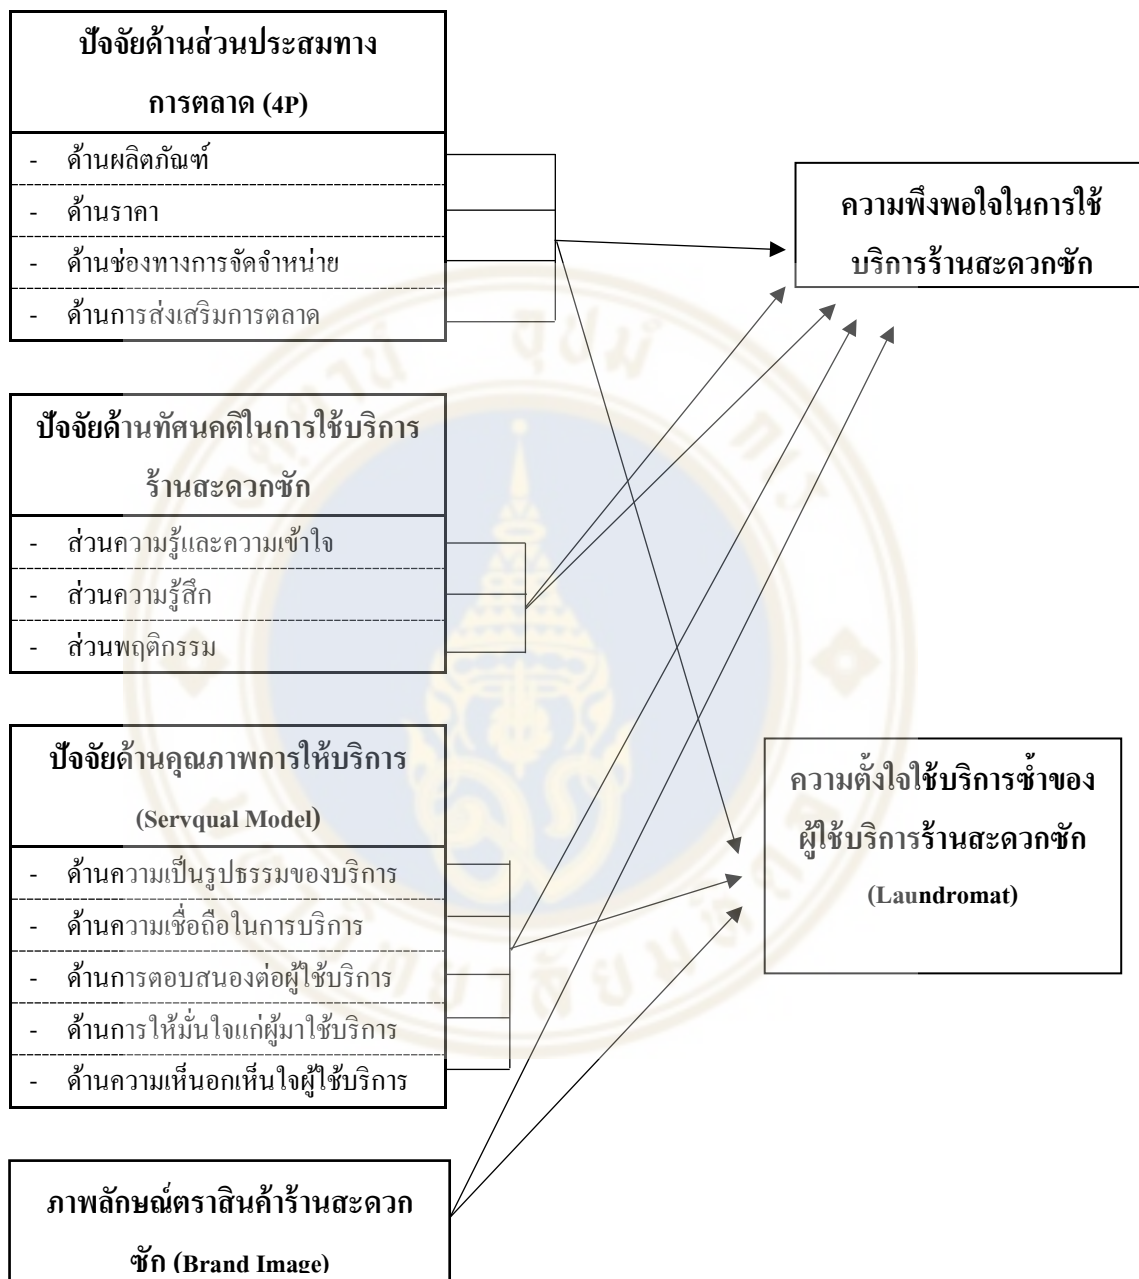 ปัจจัยด้านส่วนประสมทาง
การตลาด (4P)
- ด้านผลิตภัณฑ์
- ด้านราคา
- ด้านช่องทางการจัดจำหน่าย
- ด้านการส่งเสริมการตลาด
ความพึงพอใจในการใช้
บริการร้านสะดวกซัก
ปัจจัยด้านทัศนคติในการใช้บริการ
ร้านสะดวกซัก
- ส่วนความรู้และความเข้าใจ
- ส่วนความรู้สึก
- ส่วนพฤติกรรม
ปัจจัยด้านคุณภาพการให้บริการ
(Servqual Model)
- ด้านความเป็นรูปธรรมของบริการ
- ด้านความเชื่อถือในการบริการ
- ด้านการตอบสนองต่อผู้ใช้บริการ
- ด้านการให้มั่นใจแก่ผู้มาใช้บริการ
- ด้านความเห็นอกเห็นใจผู้ใช้บริการ
ความตั้งใจใช้บริการซ้ำของ
ผู้ใช้บริการร้านสะดวกซัก
(Laundromat)
ภาพลักษณ์ตราสินค้าร้านสะดวก
ซัก (Brand Image)